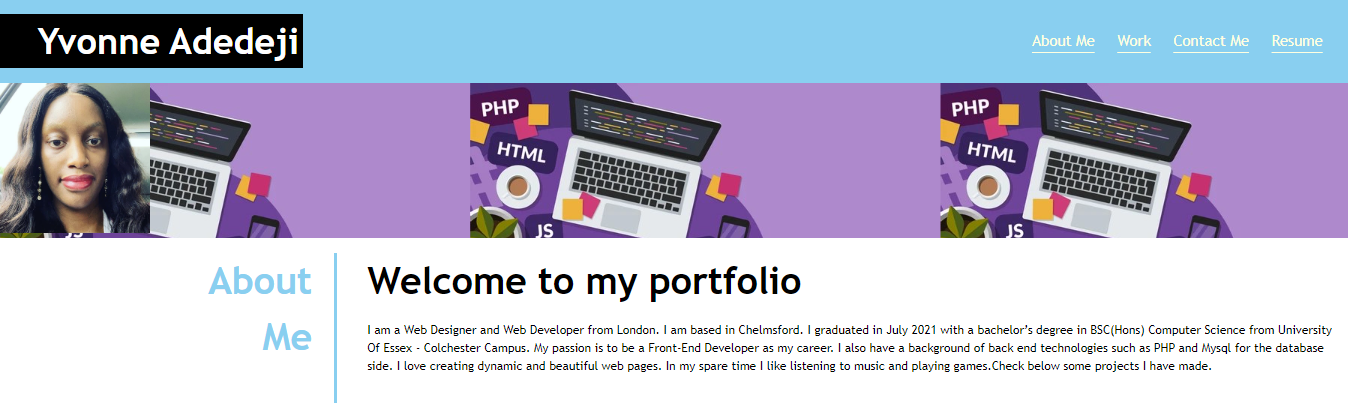 Yvonne Adedeji
About Me Work Contact Me Resume
PHP
HTML
JS
PHP
HTML
JS
JS
About
Me
Welcome to my portfolio
I am a Web Designer and Web Developer from London. I am based in Chelmsford. I graduated in July 2021 with a bachelor’s degree in BSC(Hons) Computer Science from University
Of Essex - Colchester Campus. My passion is to be a Front-End Developer as my career. I also have a background of back end technologies such as PHP and Mysql for the database
side. I love creating dynamic and beautiful web pages. In my spare time I like listening to music and playing games.Check below some projects I have made.